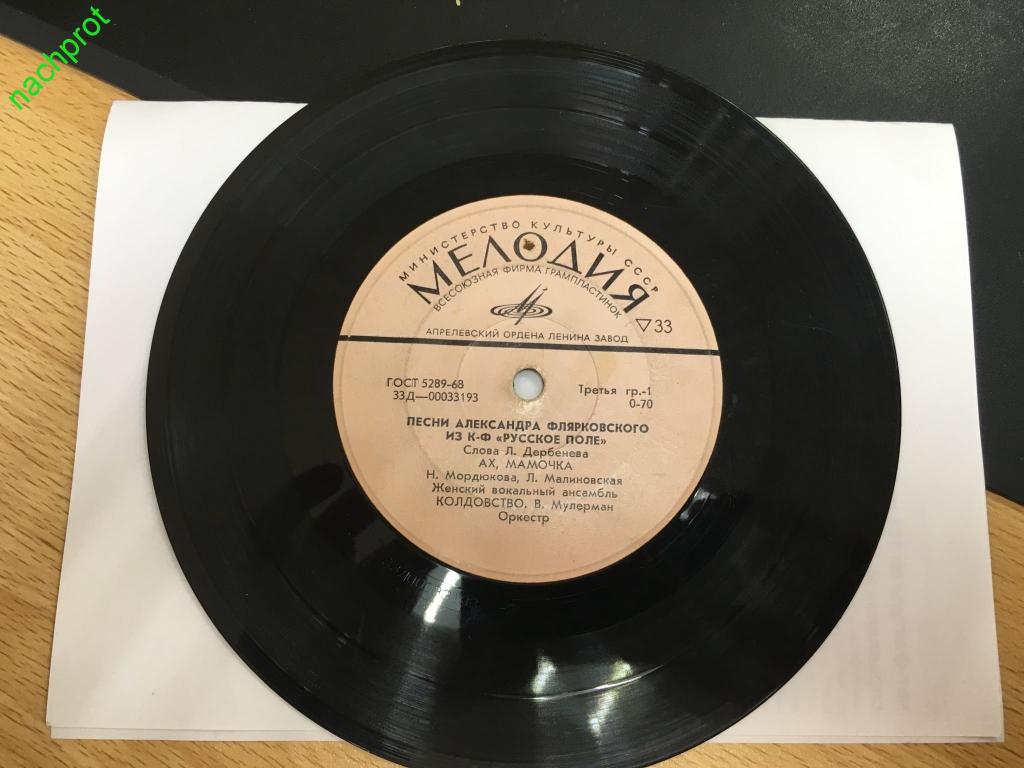 nachprot
МИНИСТЕРСТВО КУЛЬТУРЫ СССР
МЕЛОДИЯ
ВСЕСОЮЗНАЯ ФИРМА ГРАМПЛАСТИНОК
▽33
АПРЕЛЕВСКИЙ ОРДЕНА ЛЕНИНА ЗАВОД
ГОСТ 5289-68 Третья гр.-1
33Д—00033193 0-70
ПЕСНИ АЛЕКСАНДРА ФЛЯРКОВСКОГО
ИЗ К-Ф «РУССКОЕ ПОЛЕ»
Слова Л. Дербенева
АХ, МАМОЧКА
Н. Мордюкова, Л. Малиновская
Женский вокальный ансамбль
КОЛДОВСТВО. В. Мулерман
Оркестр